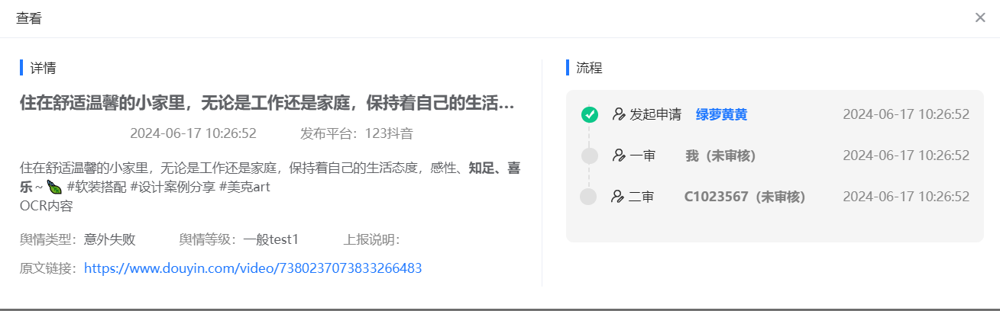 查看
详情
住在舒适温馨的小家里，无论是工作还是家庭，保持着自己的生活...
2024-06-17 10:26:52 发布平台：123抖音
住在舒适温馨的小家里，无论是工作还是家庭，保持着自己的生活态度，感性、知足、喜
乐~ #软装搭配 #设计案例分享 #美克art
OCR内容
舆情类型：意外失败 舆情等级：一般test1 上报说明：
原文链接：https://www.douyin.com/video/7380237073833266483
流程
发起申请 绿萝黄黄 2024-06-17 10:26:52
一审 我（未审核） 2024-06-17 10:26:52
二审 C1023567（未审核） 2024-06-17 10:26:52